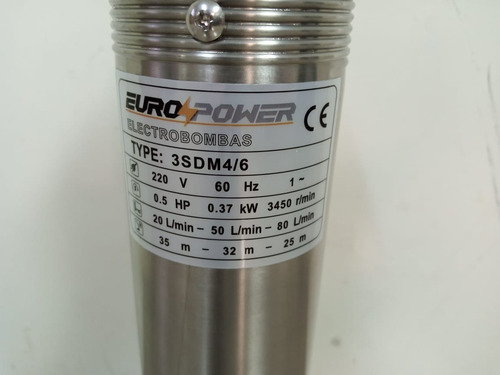 EURO POWER
ELECTROBOMBAS
CE
TYPE: 3SDM4/6
220 V 60 Hz 1 ~
0.5 HP 0.37 kW 3450 r/min
20 L/min – 50 L/min – 80 L/min
35 m – 32 m – 25 m